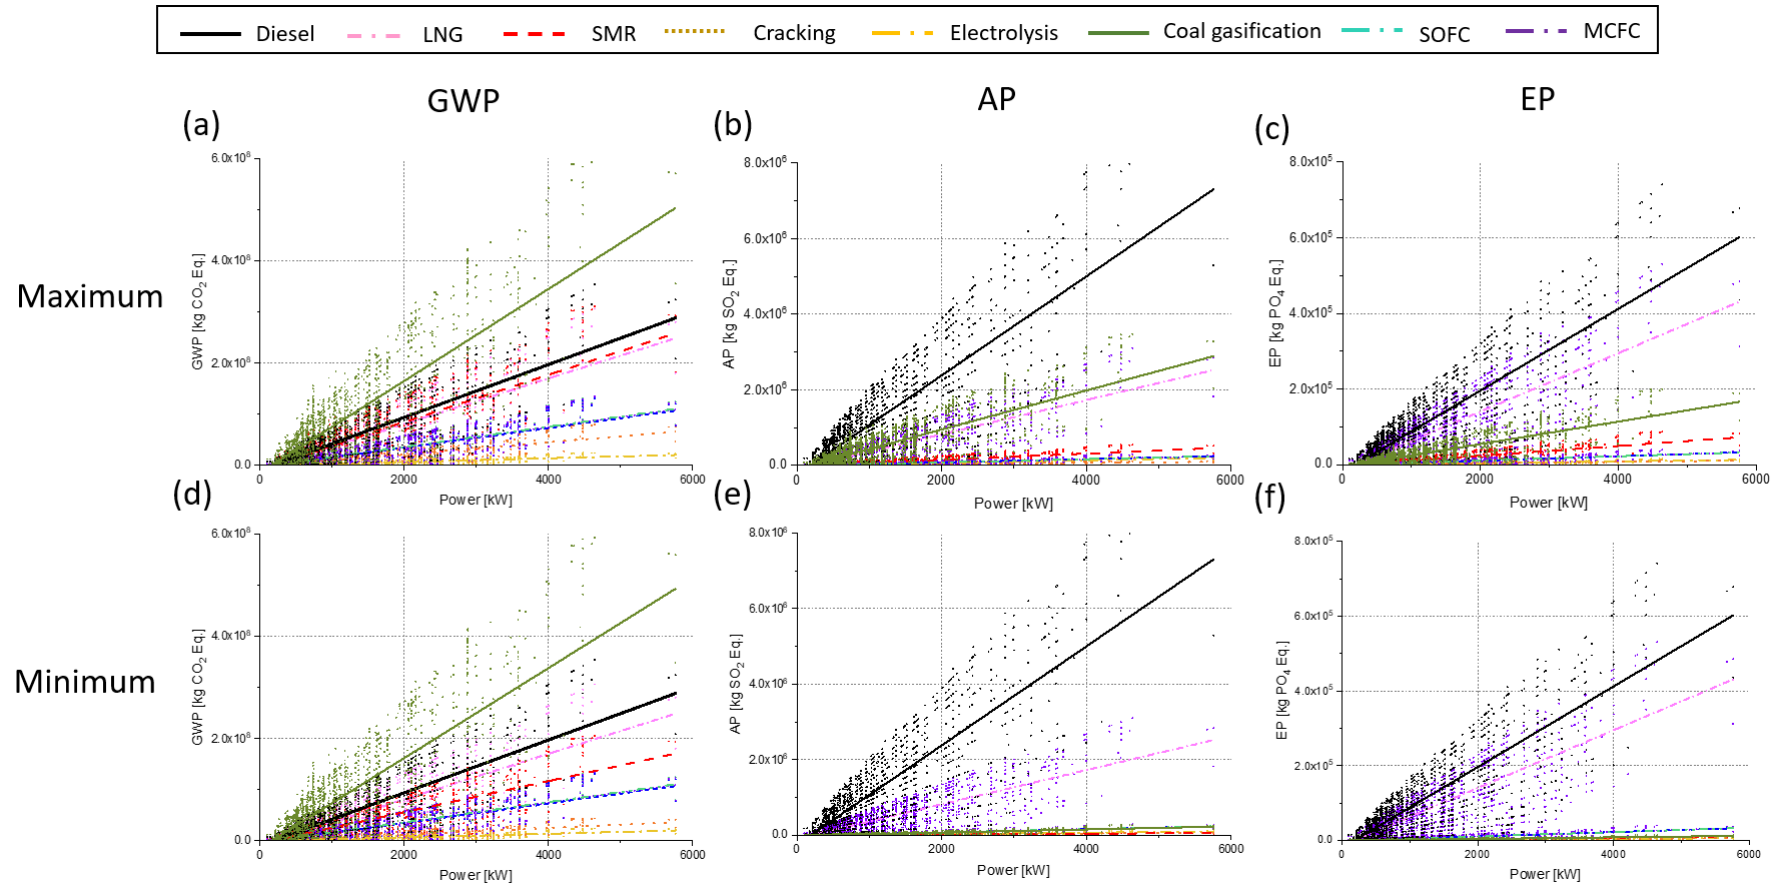 Diesel LNG SMR Cracking Electrolysis Coal gasification SOFC MCFC
GWP AP EP
Maximum
Minimum
(a)
6.0x10⁸
4.0x10⁸
2.0x10⁸
0.0
GWP [kg CO₂ Eq.]
0 2000 4000 6000
Power [kW]
(b)
8.0x10⁶
6.0x10⁶
4.0x10⁶
2.0x10⁶
0.0
AP [kg SO₂ Eq.]
0 2000 4000 6000
Power [kW]
(c)
8.0x10⁵
6.0x10⁵
4.0x10⁵
2.0x10⁵
0.0
EP [kg PO₄ Eq.]
0 2000 4000 6000
Power [kW]
(d)
6.0x10⁸
4.0x10⁸
2.0x10⁸
0.0
GWP [kg CO₂ Eq.]
0 2000 4000 6000
Power [kW]
(e)
8.0x10⁶
6.0x10⁶
4.0x10⁶
2.0x10⁶
0.0
AP [kg SO₂ Eq.]
0 2000 4000 6000
Power [kW]
(f)
8.0x10⁵
6.0x10⁵
4.0x10⁵
2.0x10⁵
0.0
EP [kg PO₄ Eq.]
0 2000 4000 6000
Power [kW]